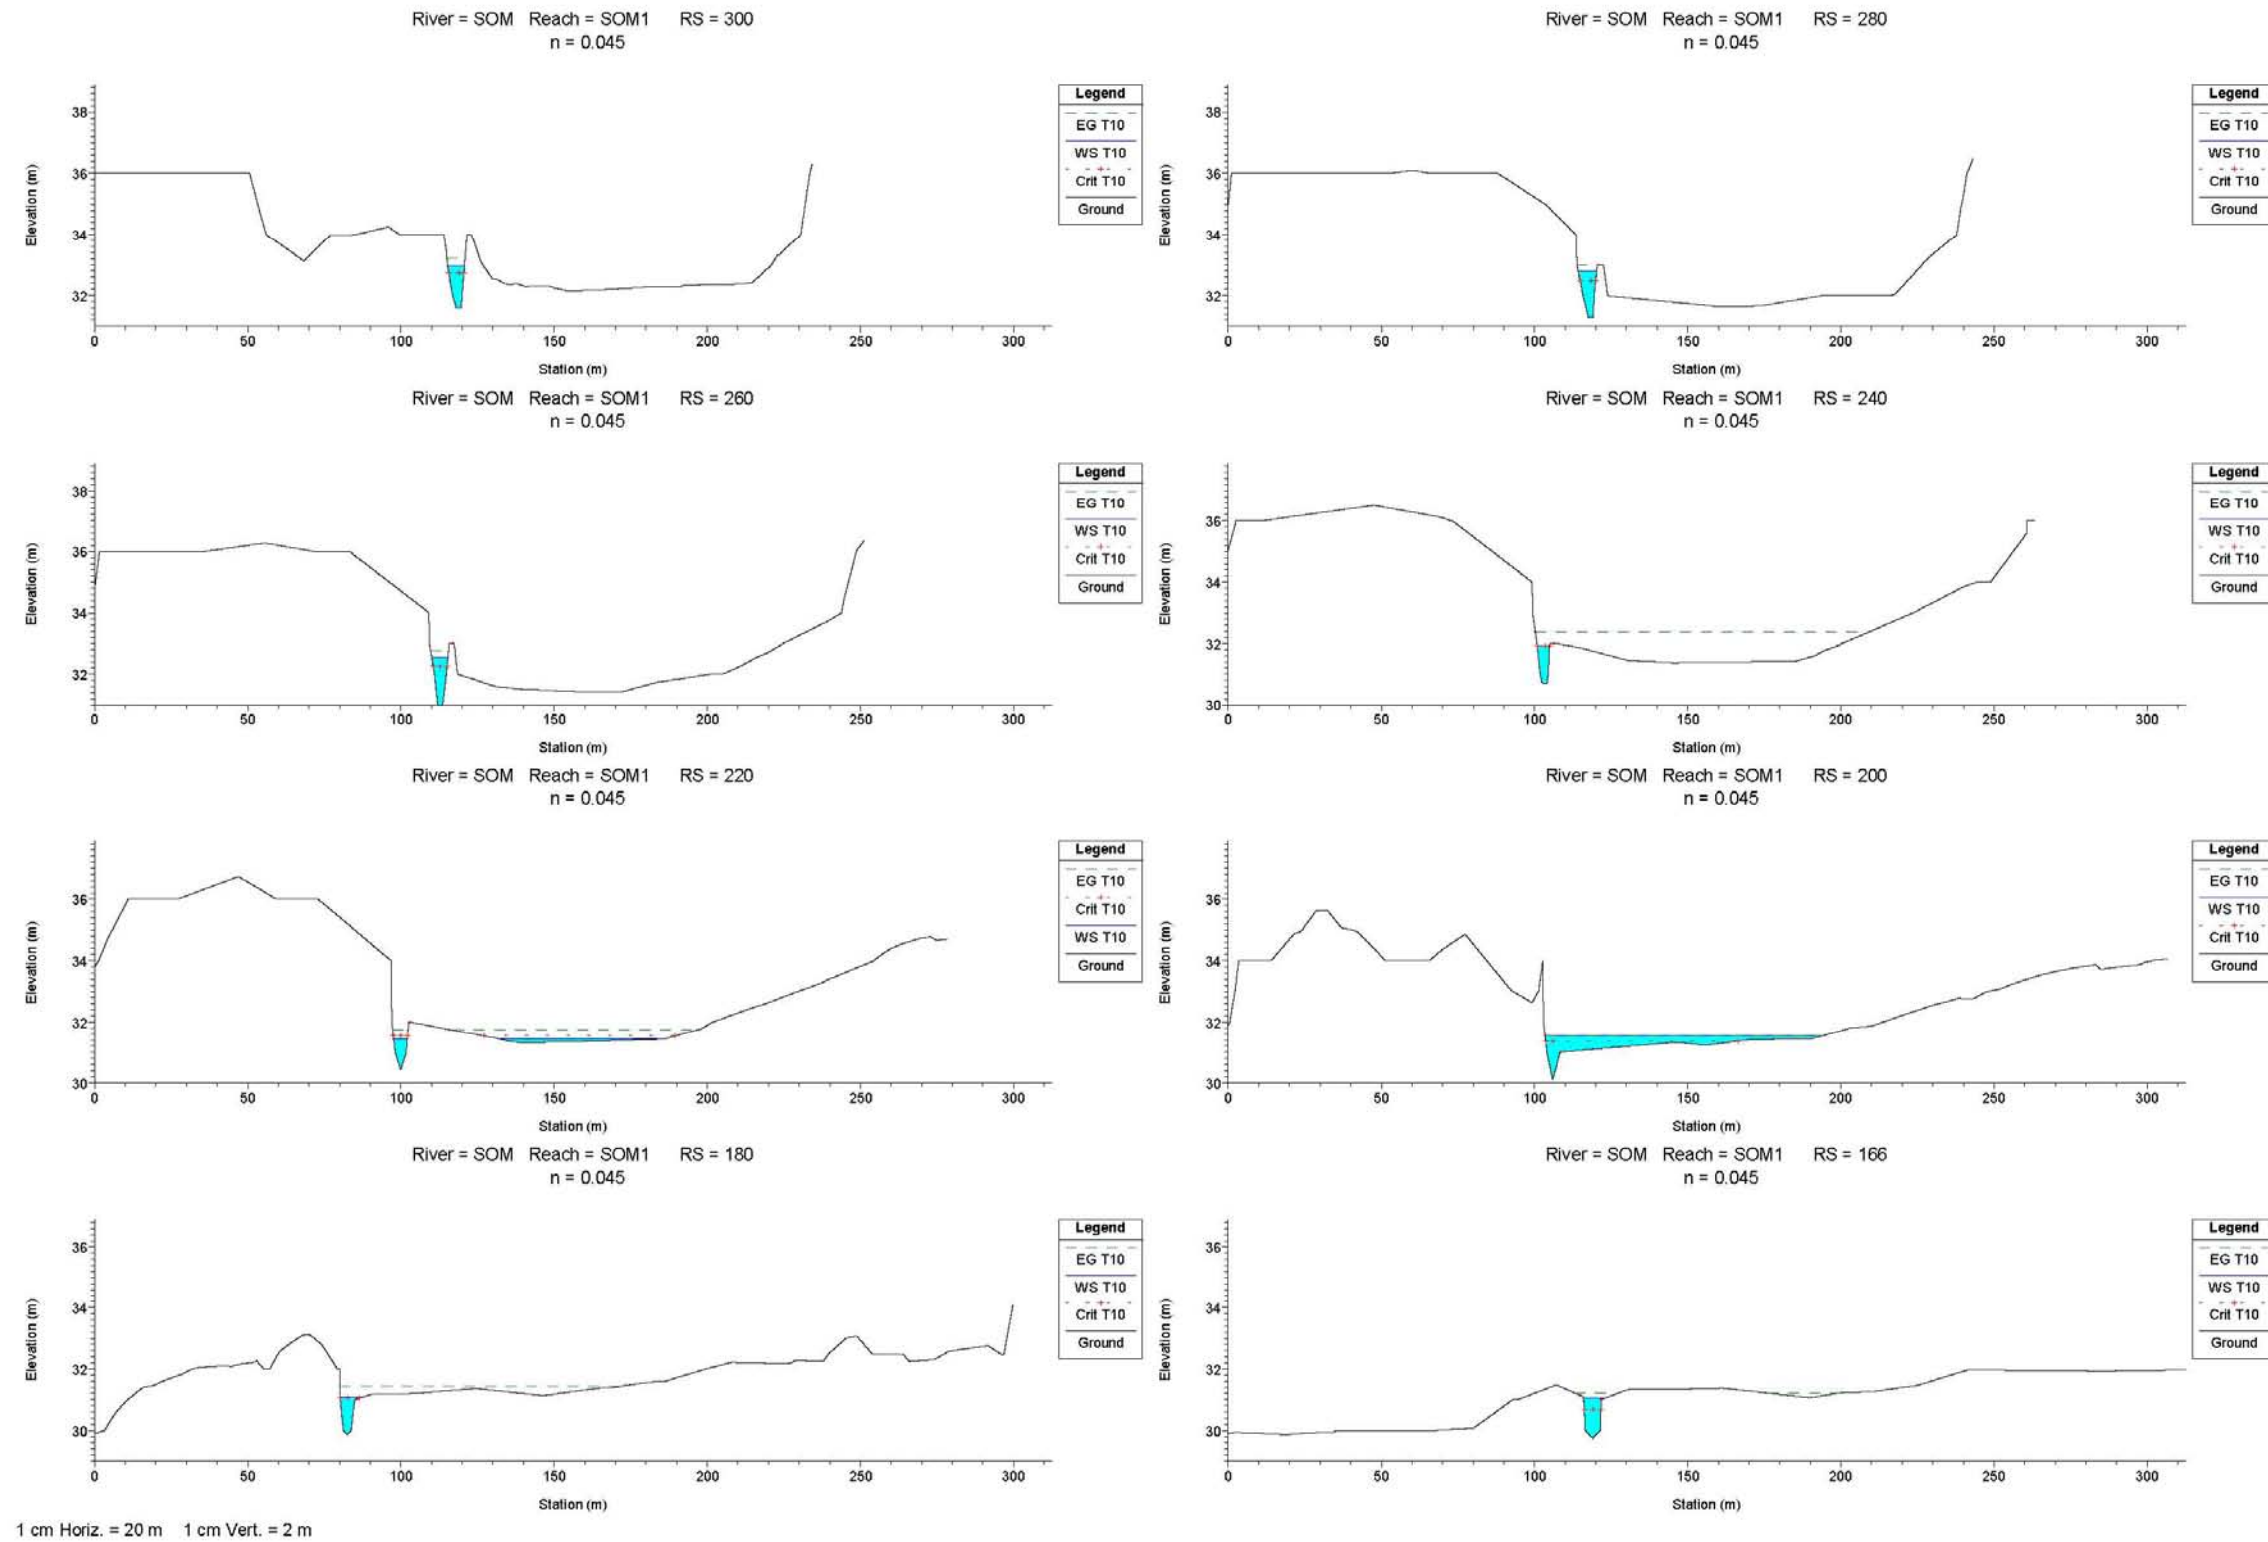 River = SOM Reach = SOM1 RS = 300
n = 0.045
38
36
34
32
Elevation (m)
0 50 100 150 200 250 300
Station (m)
Legend
EG T10
WS T10
Crit T10
Ground
River = SOM Reach = SOM1 RS = 280
n = 0.045
38
36
34
32
Elevation (m)
0 50 100 150 200 250 300
Station (m)
Legend
EG T10
WS T10
Crit T10
Ground
River = SOM Reach = SOM1 RS = 260
n = 0.045
38
36
34
32
Elevation (m)
0 50 100 150 200 250 300
Station (m)
Legend
EG T10
WS T10
Crit T10
Ground
River = SOM Reach = SOM1 RS = 240
n = 0.045
36
34
32
30
Elevation (m)
0 50 100 150 200 250 300
Station (m)
Legend
EG T10
WS T10
Crit T10
Ground
River = SOM Reach = SOM1 RS = 220
n = 0.045
36
34
32
30
Elevation (m)
0 50 100 150 200 250 300
Station (m)
Legend
EG T10
Crit T10
WS T10
Ground
River = SOM Reach = SOM1 RS = 200
n = 0.045
36
34
32
30
Elevation (m)
0 50 100 150 200 250 300
Station (m)
Legend
EG T10
WS T10
Crit T10
Ground
River = SOM Reach = SOM1 RS = 180
n = 0.045
36
34
32
30
Elevation (m)
0 50 100 150 200 250 300
Station (m)
Legend
EG T10
WS T10
Crit T10
Ground
River = SOM Reach = SOM1 RS = 166
n = 0.045
36
34
32
30
Elevation (m)
0 50 100 150 200 250 300
Station (m)
Legend
EG T10
WS T10
Crit T10
Ground
1 cm Horiz. = 20 m 1 cm Vert. = 2 m